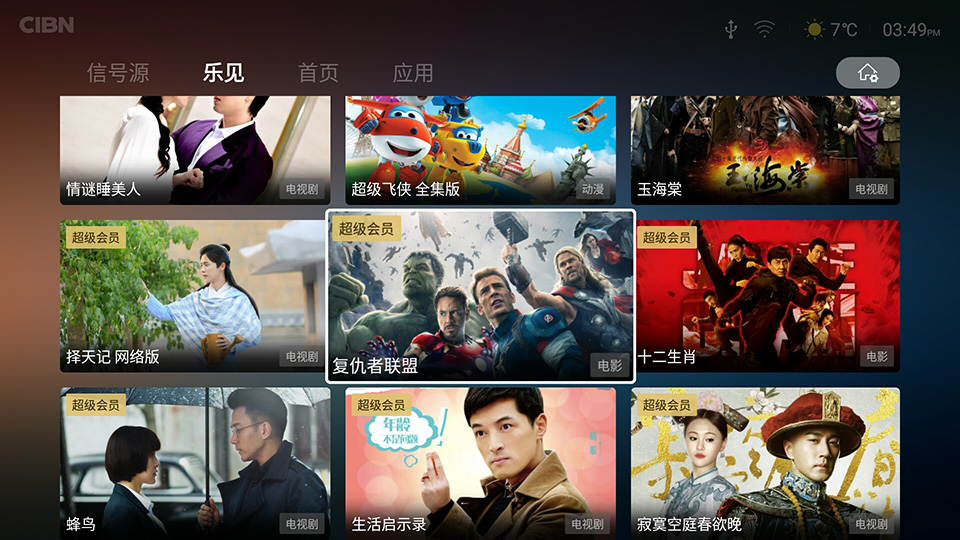 CIBN
7℃
03:49PM
信号源
乐见
首页
应用
情谜睡美人
电视剧
超级飞侠 全集版
动漫
玉海棠
玉海棠
电视剧
超级会员
择天记 网络版
电视剧
超级会员
复仇者联盟
电影
超级会员
十二生肖
电影
超级会员
蜂鸟
电视剧
超级会员
年龄
不是问题
生活启示录
电视剧
超级会员
寂寞空庭春欲晚
电视剧